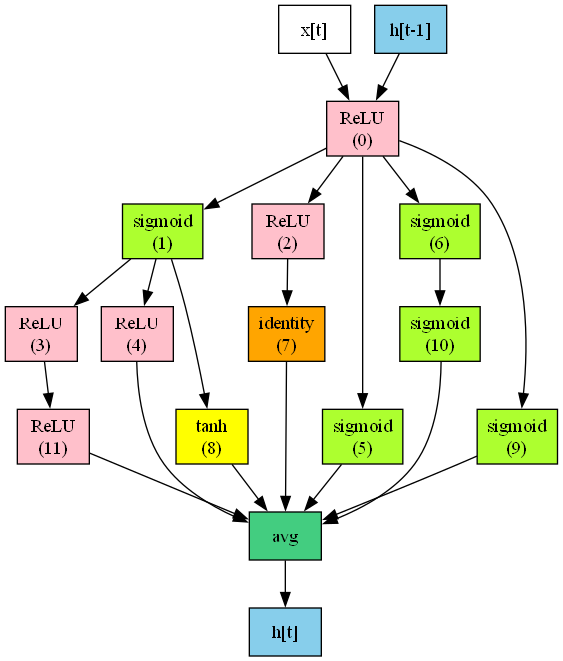 x[t]
h[t-1]
ReLU
(0)
sigmoid
(1)
ReLU
(2)
sigmoid
(6)
ReLU
(3)
ReLU
(4)
identity
(7)
sigmoid
(10)
ReLU
(11)
tanh
(8)
sigmoid
(5)
sigmoid
(9)
avg
h[t]